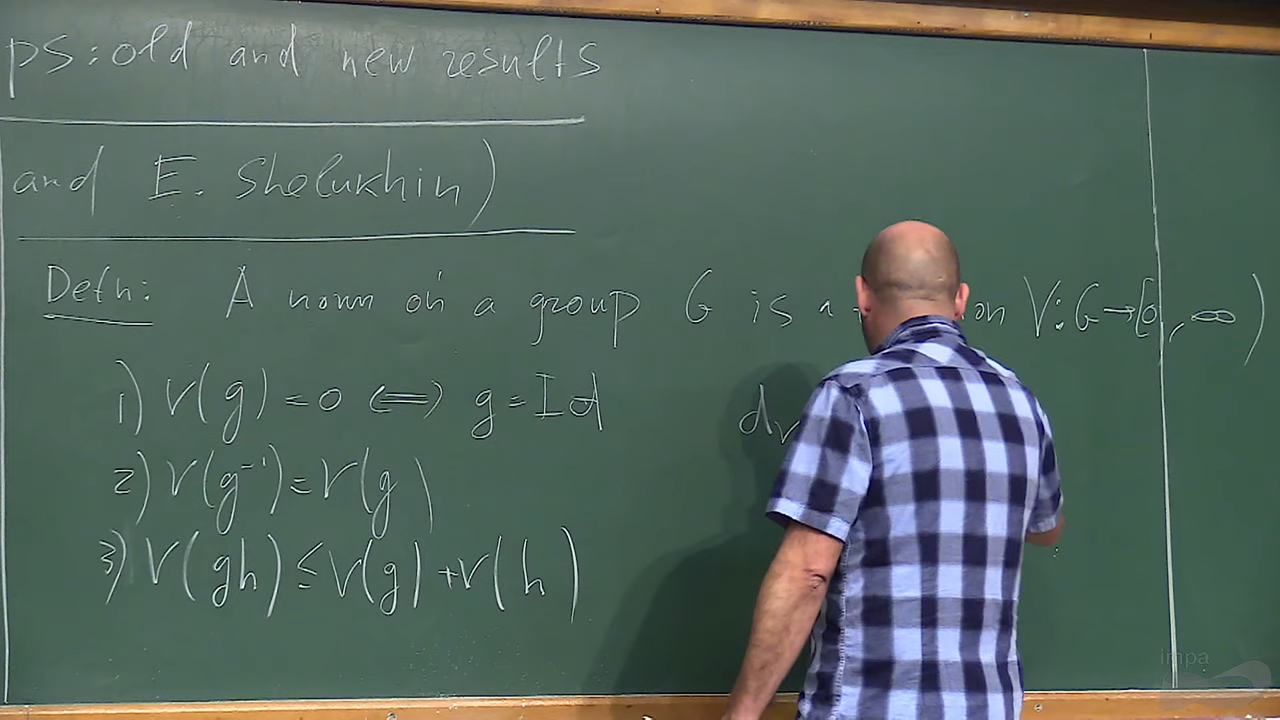 ps: old and new results
and E. Shelukhin)
Defn: A norm on a group G is a on V: G → [0, ∞)
1) V(g) = 0 ⟺ g = Id
d_V
2) V(g⁻¹) = V(g)
3) V(gh) ≤ V(g) + V(h)
impa